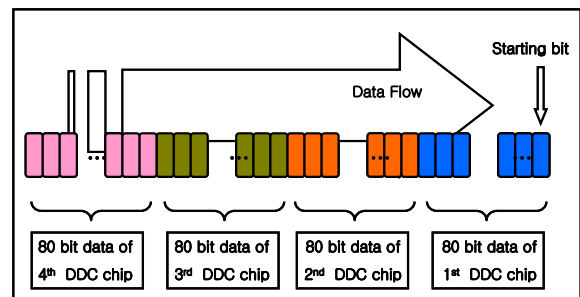 Starting bit
Data Flow
...
...
...
...
80 bit data of
4th DDC chip
80 bit data of
3rd DDC chip
80 bit data of
2nd DDC chip
80 bit data of
1st DDC chip